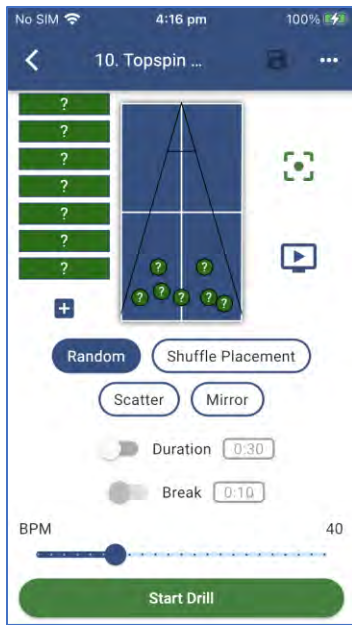 No SIM 4:16 pm 100%
10. Topspin ...
?
?
?
?
?
?
?
? ?
? ? ? ? ?
Random Shuffle Placement
Scatter Mirror
Duration 0:30
Break 0:10
BPM 40
Start Drill